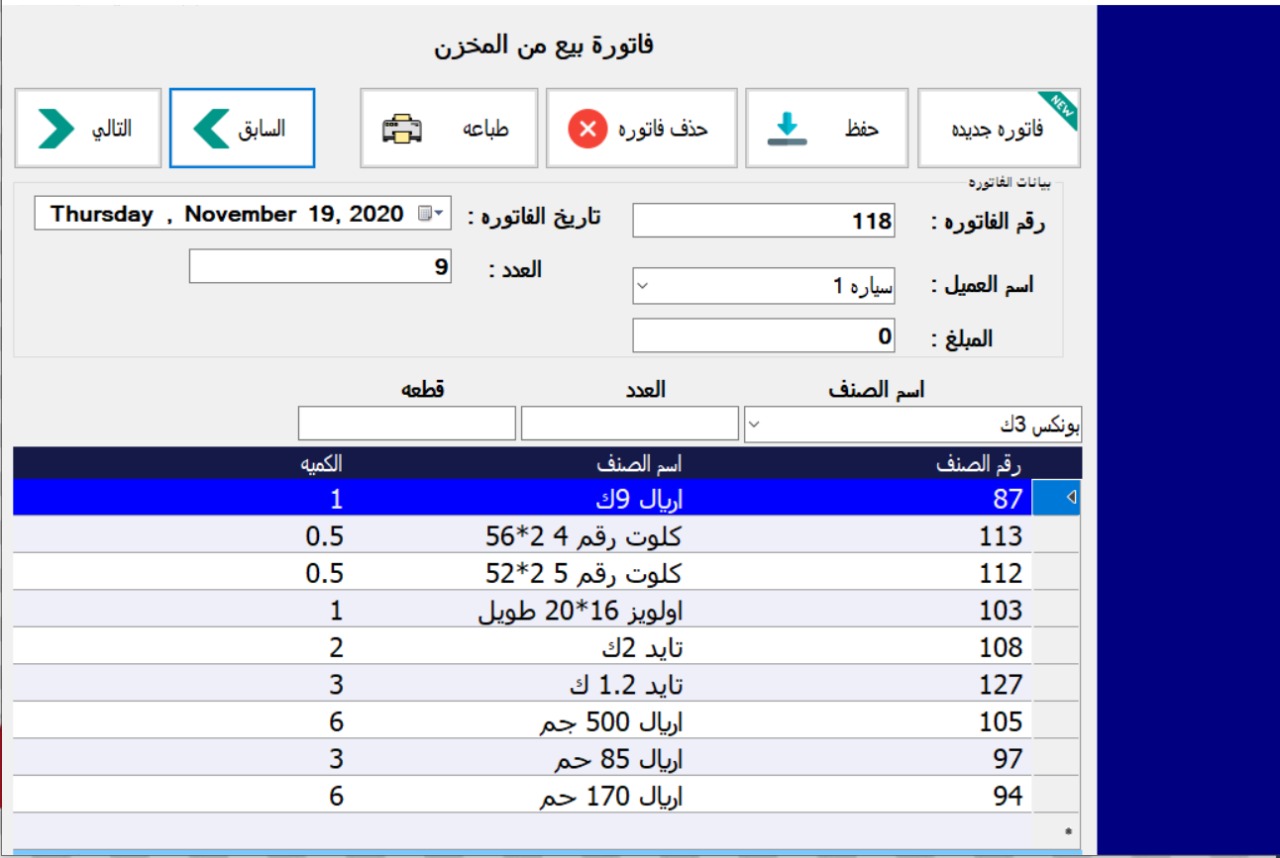 فاتورة بيع من المخزن
فاتوره جديده NEW حفظ حذف فاتوره طباعه السابق التالي
بيانات الفاتوره
رقم الفاتوره : 118 تاريخ الفاتوره : Thursday , November 19, 2020
اسم العميل : سياره 1 العدد : 9
المبلغ : 0
اسم الصنف العدد قطعه
بونكس 3ك
رقم الصنف اسم الصنف الكميه
87 اريال 9ك 1
113 كلوت رقم 4 2*56 0.5
112 كلوت رقم 5 2*52 0.5
103 اولويز 16*20 طويل 1
108 تايد 2ك 2
127 تايد 1.2 ك 3
105 اريال 500 جم 6
97 اريال 85 حم 3
94 اريال 170 حم 6